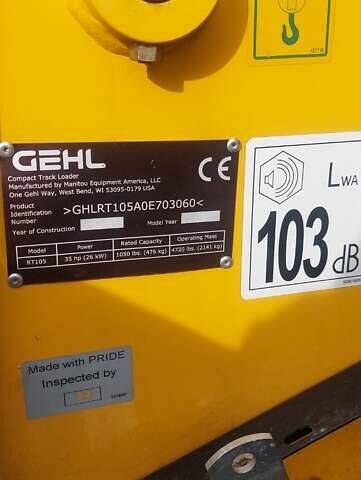 GEHL
Compact Track Loader
Manufactured by Manitou Equipment America, LLC
One Gehl Way, West Bend, WI 53095-0179 USA
CE
Product
Identification >GHLRT105A0E703060<
Number
Year of Construction Model Year
Model Power Rated Capacity Operating Mass
RT105 35 hp (26 kW) 1050 lbs. (476 kg) 4720 lbs. (2141 kg)
LWA
103 dB
Made with PRIDE
Inspected by